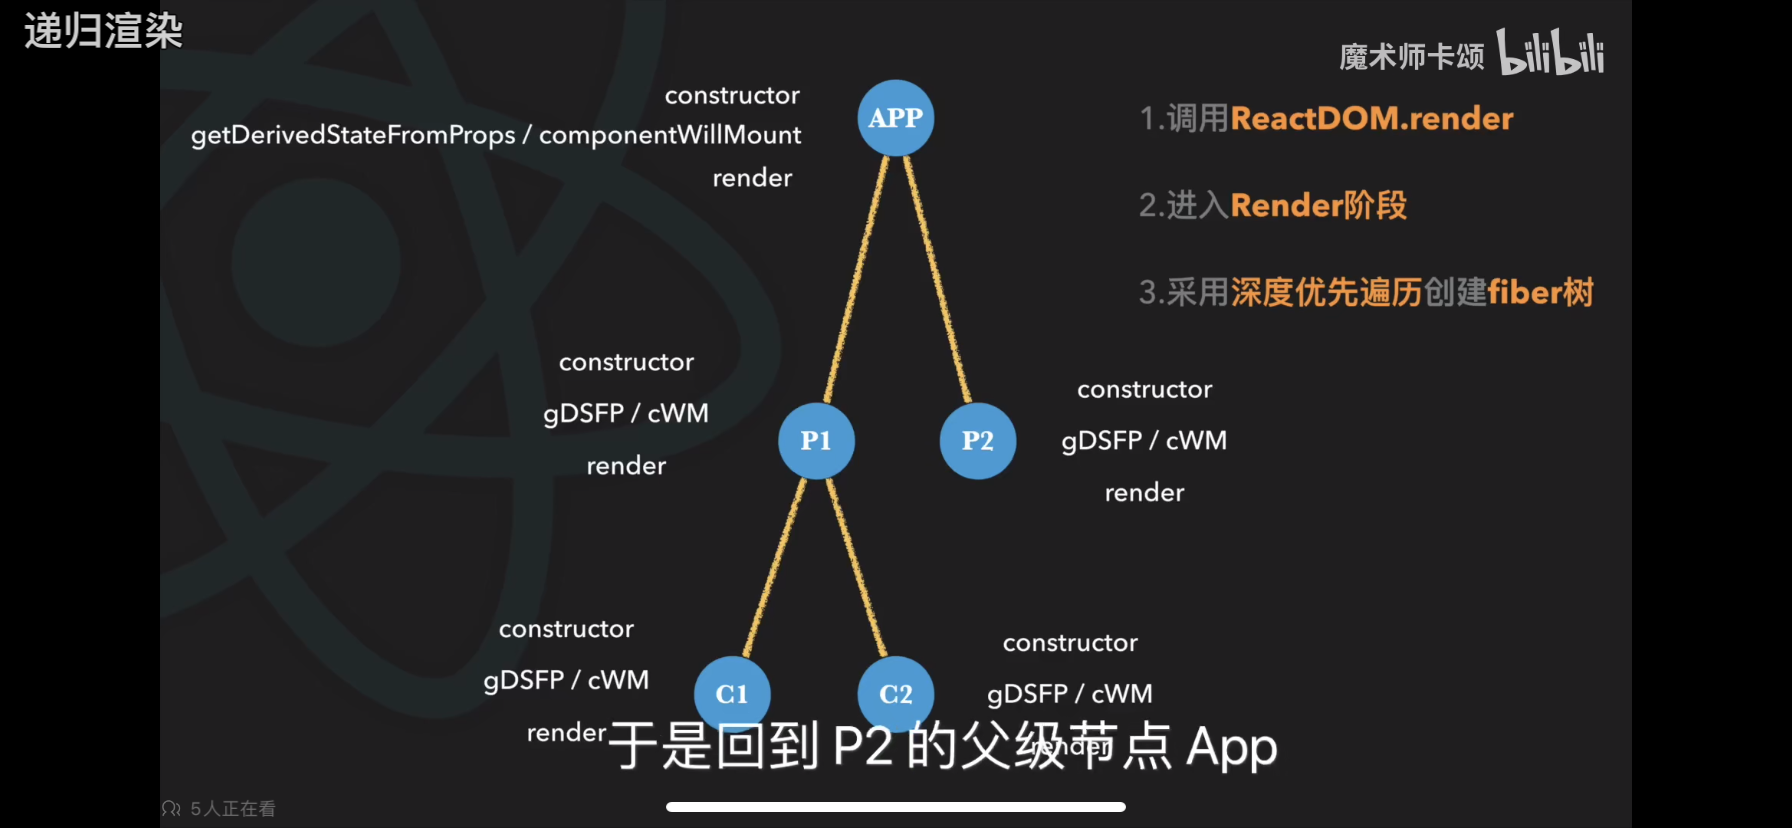 递归渲染
魔术师卡颂 bilibili
constructor
getDerivedStateFromProps / componentWillMount
render
APP
1.调用ReactDOM.render
2.进入Render阶段
3.采用深度优先遍历创建fiber树
constructor
gDSFP / cWM
render
P1
P2
constructor
gDSFP / cWM
render
constructor
gDSFP / cWM
render
C1
C2
constructor
gDSFP / cWM
render
于是回到 P2 的父级节点 App
5人正在看